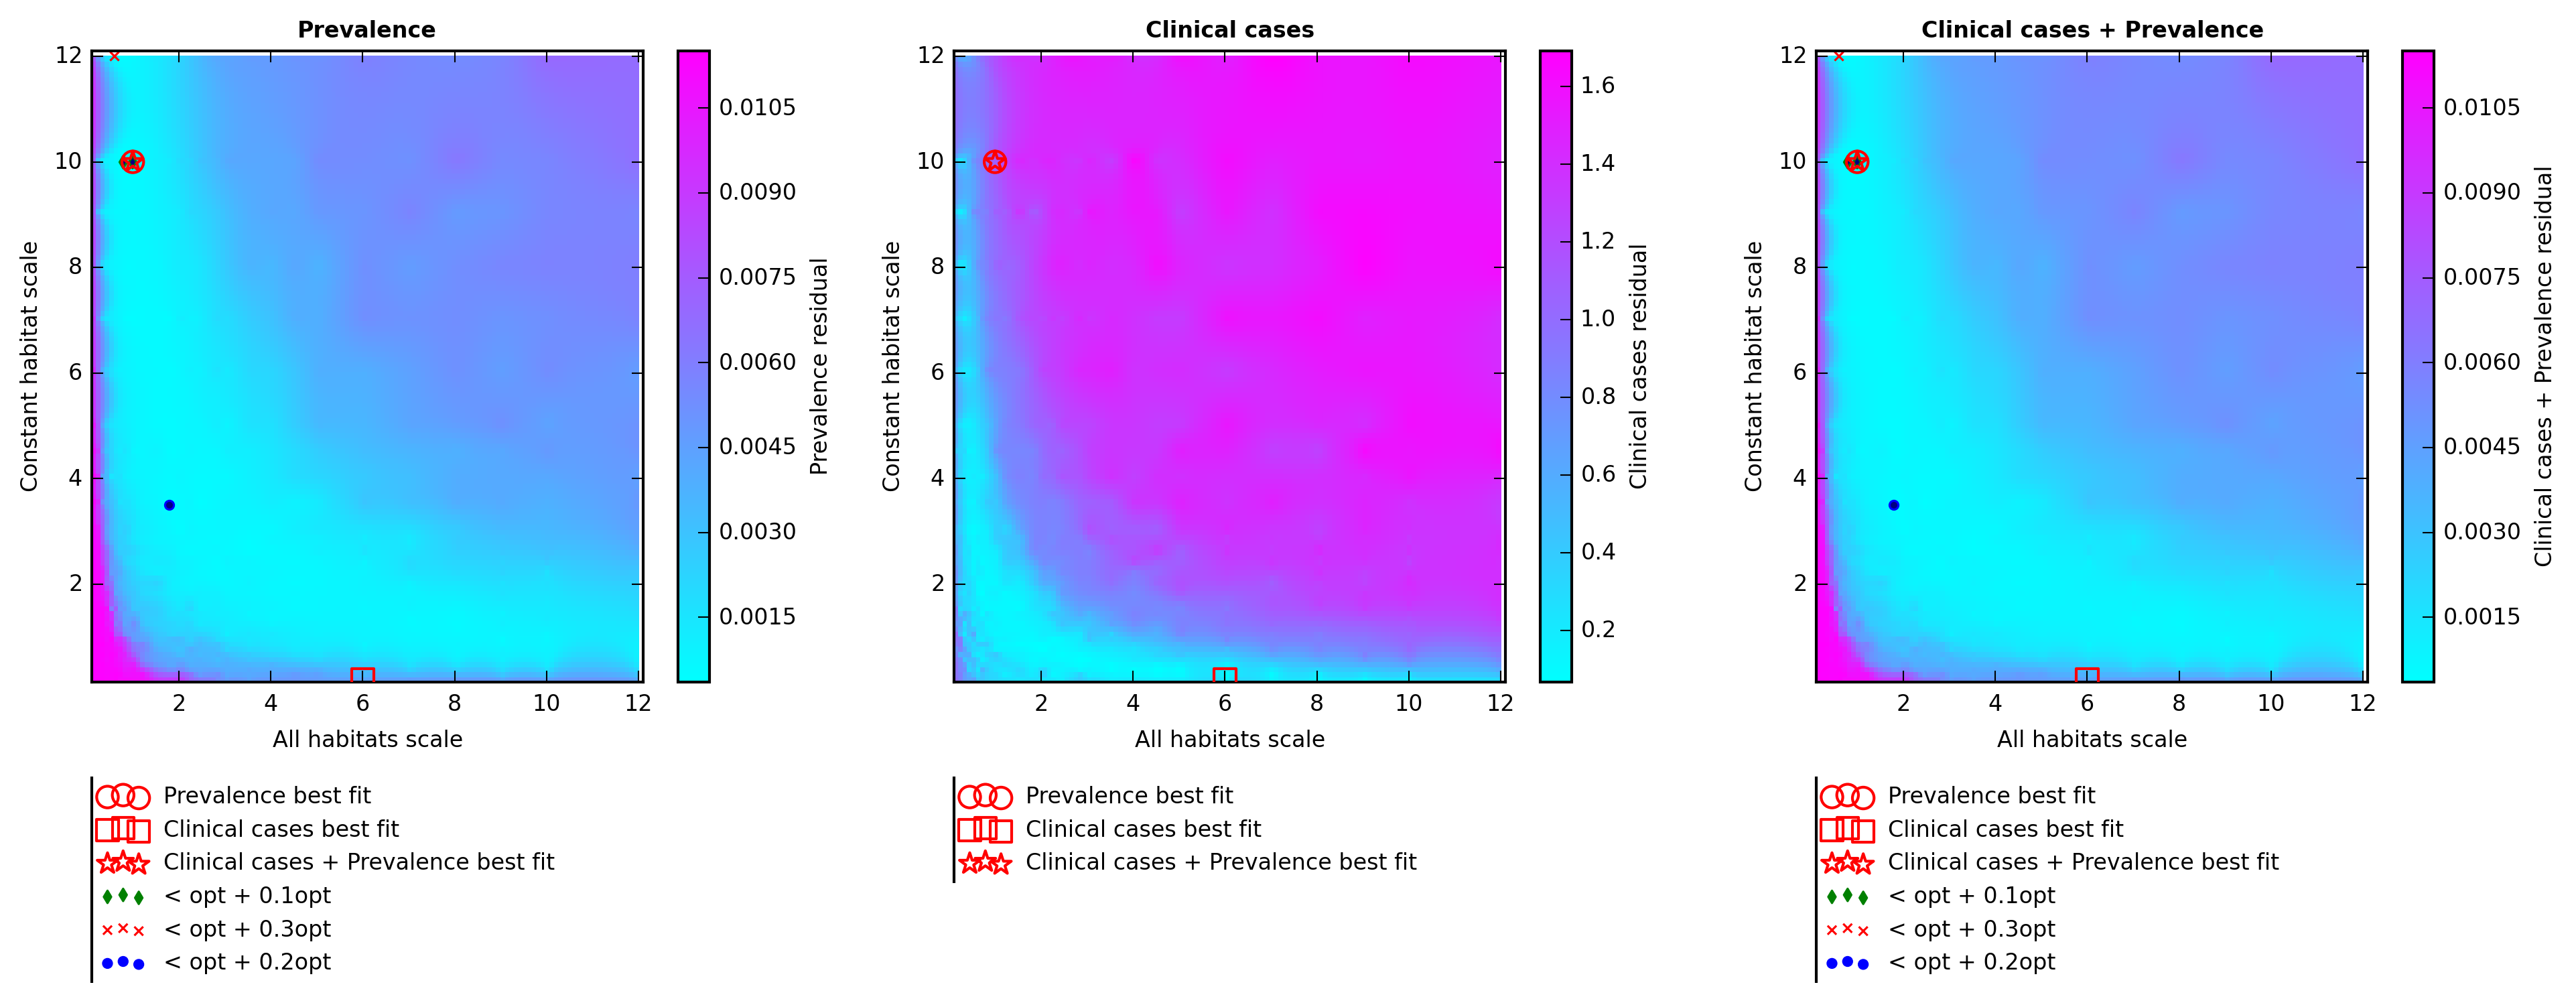 Prevalence
12
10
8
6
4
2
Constant habitat scale
2 4 6 8 10 12
All habitats scale
0.0105
0.0090
0.0075
0.0060
0.0045
0.0030
0.0015
Prevalence residual
Prevalence best fit
Clinical cases best fit
Clinical cases + Prevalence best fit
< opt + 0.1opt
< opt + 0.3opt
< opt + 0.2opt
Clinical cases
12
10
8
6
4
2
Constant habitat scale
2 4 6 8 10 12
All habitats scale
1.6
1.4
1.2
1.0
0.8
0.6
0.4
0.2
Clinical cases residual
Prevalence best fit
Clinical cases best fit
Clinical cases + Prevalence best fit
Clinical cases + Prevalence
12
10
8
6
4
2
Constant habitat scale
2 4 6 8 10 12
All habitats scale
0.0105
0.0090
0.0075
0.0060
0.0045
0.0030
0.0015
Clinical cases + Prevalence residual
Prevalence best fit
Clinical cases best fit
Clinical cases + Prevalence best fit
< opt + 0.1opt
< opt + 0.3opt
< opt + 0.2opt